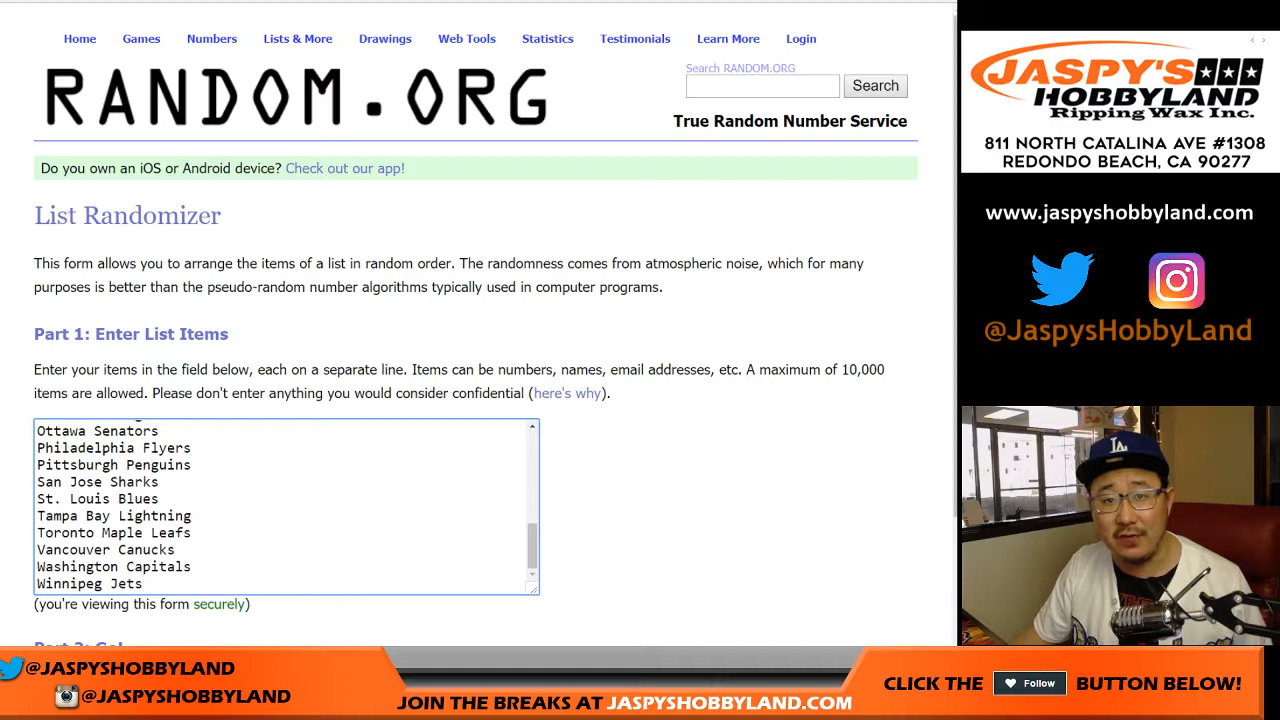 Home Games Numbers Lists & More Drawings Web Tools Statistics Testimonials Learn More Login
RANDOM.ORG
Search RANDOM.ORG
Search
True Random Number Service
Do you own an iOS or Android device? Check out our app!
List Randomizer
This form allows you to arrange the items of a list in random order. The randomness comes from atmospheric noise, which for many
purposes is better than the pseudo-random number algorithms typically used in computer programs.
Part 1: Enter List Items
Enter your items in the field below, each on a separate line. Items can be numbers, names, email addresses, etc. A maximum of 10,000
items are allowed. Please don't enter anything you would consider confidential (here's why).
Ottawa Senators
Philadelphia Flyers
Pittsburgh Penguins
San Jose Sharks
St. Louis Blues
Tampa Bay Lightning
Toronto Maple Leafs
Vancouver Canucks
Washington Capitals
Winnipeg Jets
(you're viewing this form securely)
Part 2: Go!
JASPY'S
HOBBYLAND
Ripping Wax Inc.
811 NORTH CATALINA AVE #1308
REDONDO BEACH, CA 90277
www.jaspyshobbyland.com
@JaspysHobbyLand
LA
@JASPYSHOBBYLAND
@JASPYSHOBBYLAND
JOIN THE BREAKS AT JASPYSHOBBYLAND.COM
CLICK THE Follow BUTTON BELOW!